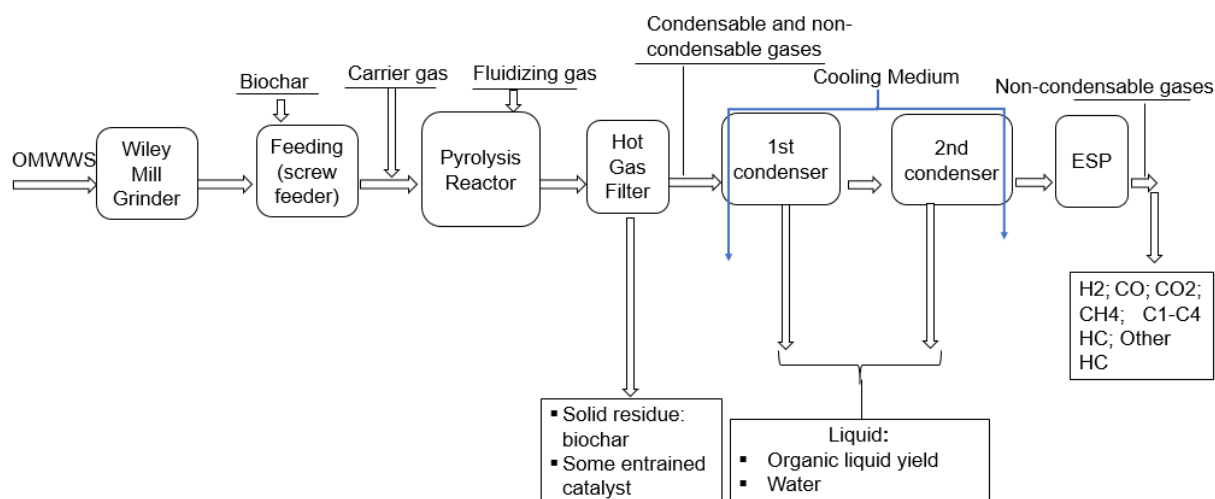 Condensable and non-
condensable gases
Carrier gas
Fluidizing gas
Cooling Medium
Biochar
Non-condensable gases
OMWWS
Wiley
Mill
Grinder
Feeding
(screw
feeder)
Pyrolysis
Reactor
Hot
Gas
Filter
1st
condenser
2nd
condenser
ESP
H2; CO; CO2;
CH4; C1-C4
HC; Other
HC
▪ Solid residue:
biochar
▪ Some entrained
catalyst
Liquid:
▪ Organic liquid yield
▪ Water